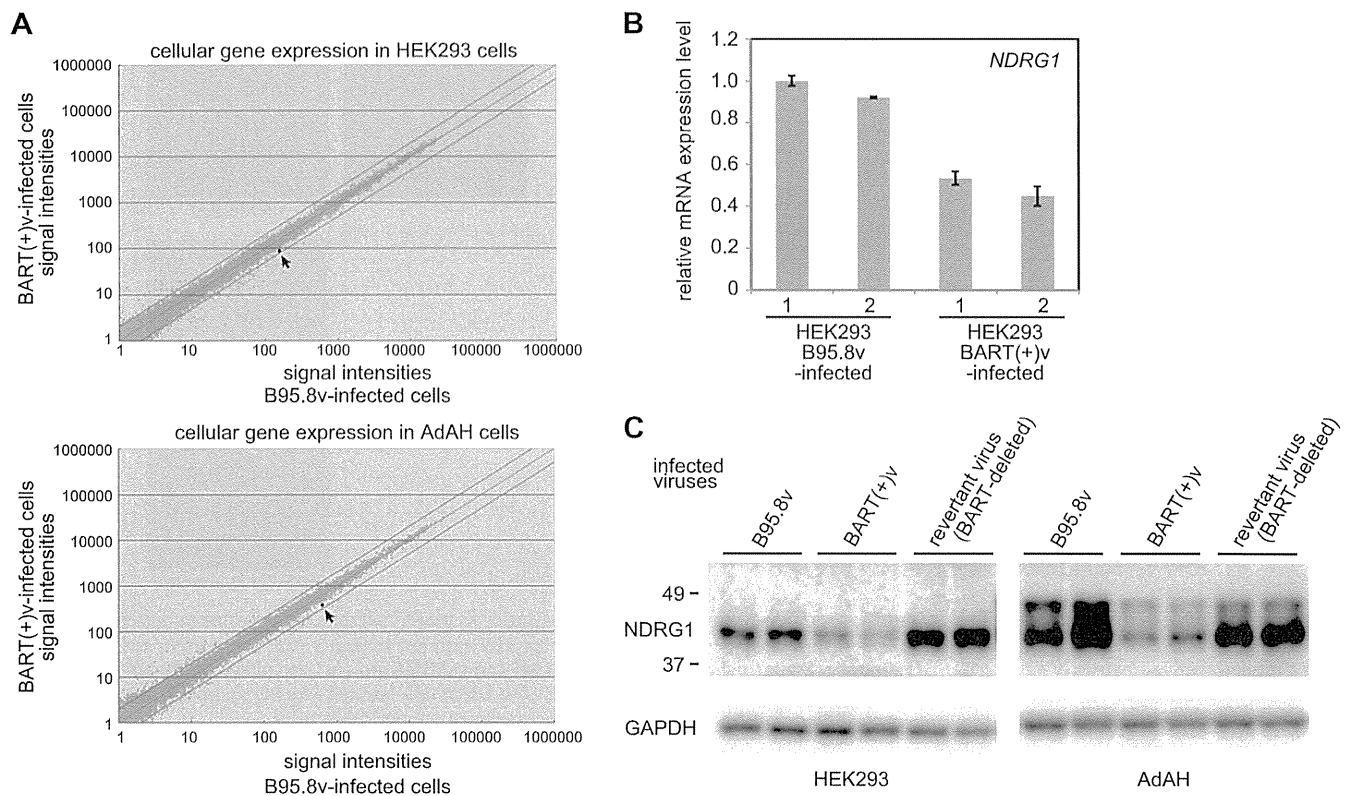 A
cellular gene expression in HEK293 cells
BART(+)v-infected cells
signal intensities
1000000
100000
10000
1000
100
10
1
1 10 100 1000 10000 100000 1000000
signal intensities
B95.8v-infected cells
cellular gene expression in AdAH cells
BART(+)v-infected cells
signal intensities
1000000
100000
10000
1000
100
10
1
1 10 100 1000 10000 100000 1000000
signal intensities
B95.8v-infected cells
B
relative mRNA expression level
1.2
1.0
0.8
0.6
0.4
0.2
0
NDRG1
1 2 1 2
HEK293
B95.8v
-infected
HEK293
BART(+)v
-infected
C
infected
viruses
B95.8v
BART(+)v
revertant virus
(BART-deleted)
B95.8v
BART(+)v
revertant virus
(BART-deleted)
49 -
NDRG1
37 -
GAPDH
HEK293
AdAH